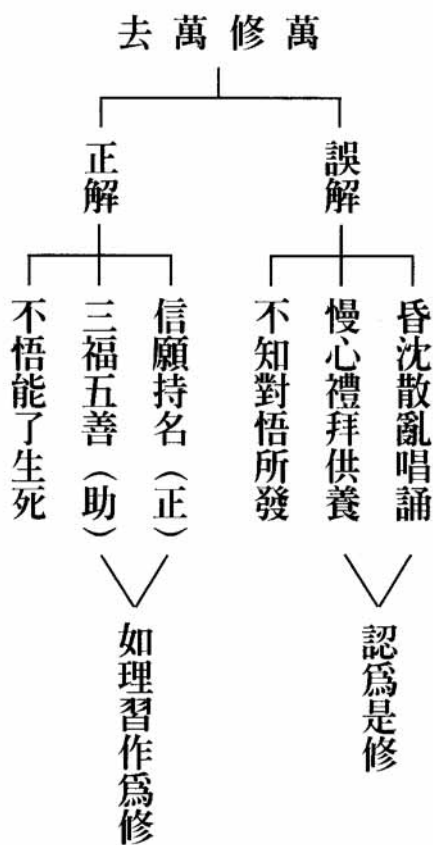 萬修萬去
誤解
昏沈散亂唱誦
慢心禮拜供養
不知對悟所發
認爲是修
正解
信願持名（正）
三福五善（助）
不悟能了生死
如理習作爲修